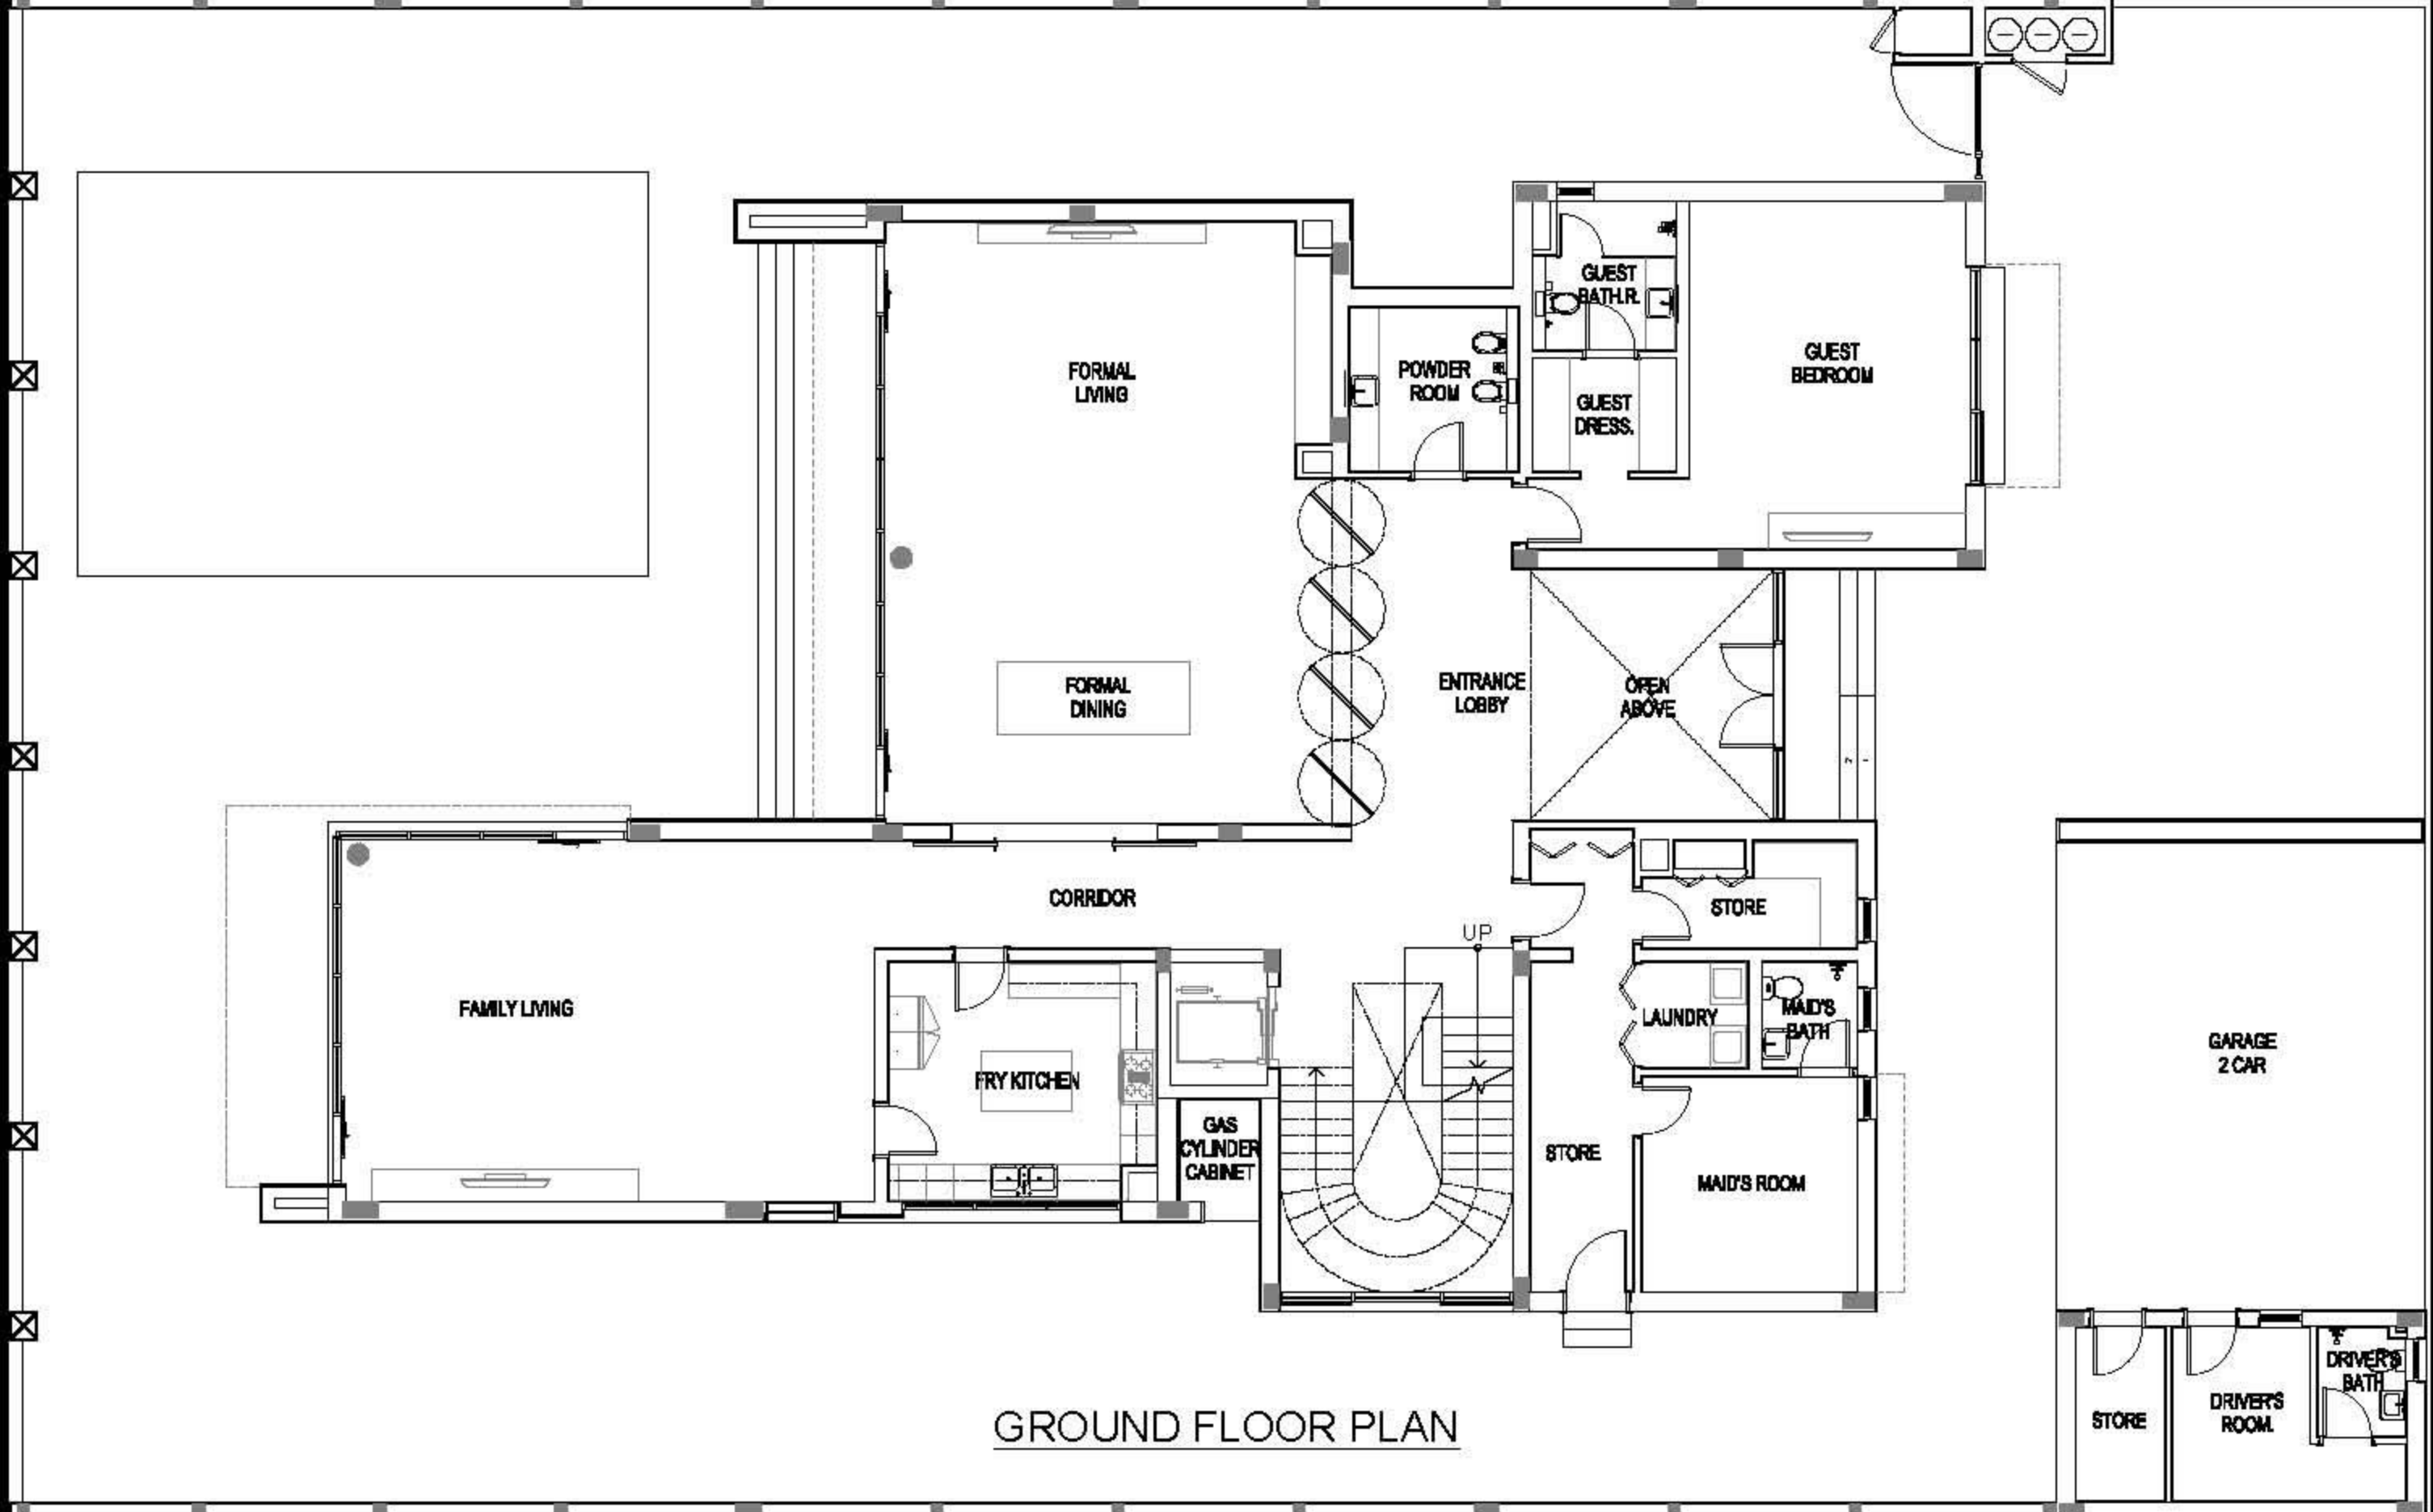 GUEST
BATH.R.
FORMAL
LIVING
POWDER
ROOM
GUEST
DRESS.
GUEST
BEDROOM
FORMAL
DINING
ENTRANCE
LOBBY
OPEN
ABOVE
2 1
CORRIDOR
STORE
UP
FAMILY LIVING
FRY KITCHEN
LAUNDRY
MAID'S
BATH
GARAGE
2 CAR
GAS
CYLINDER
CABINET
STORE
MAID'S ROOM
DRIVER'S
BATH
STORE
DRIVER'S
ROOM.
GROUND FLOOR PLAN